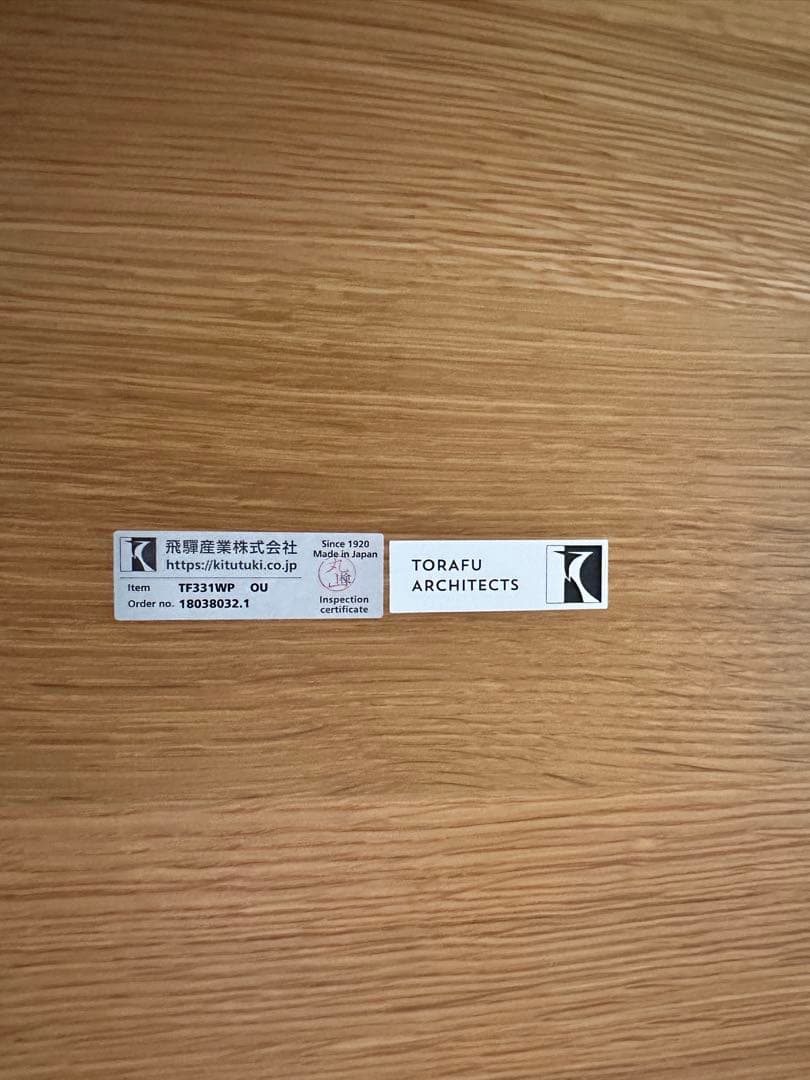 飛驒産業株式会社
https://kitutuki.co.jp
Item TF331WP OU
Order no. 18038032.1
Since 1920
Made in Japan
Inspection
certificate
TORAFU
ARCHITECTS